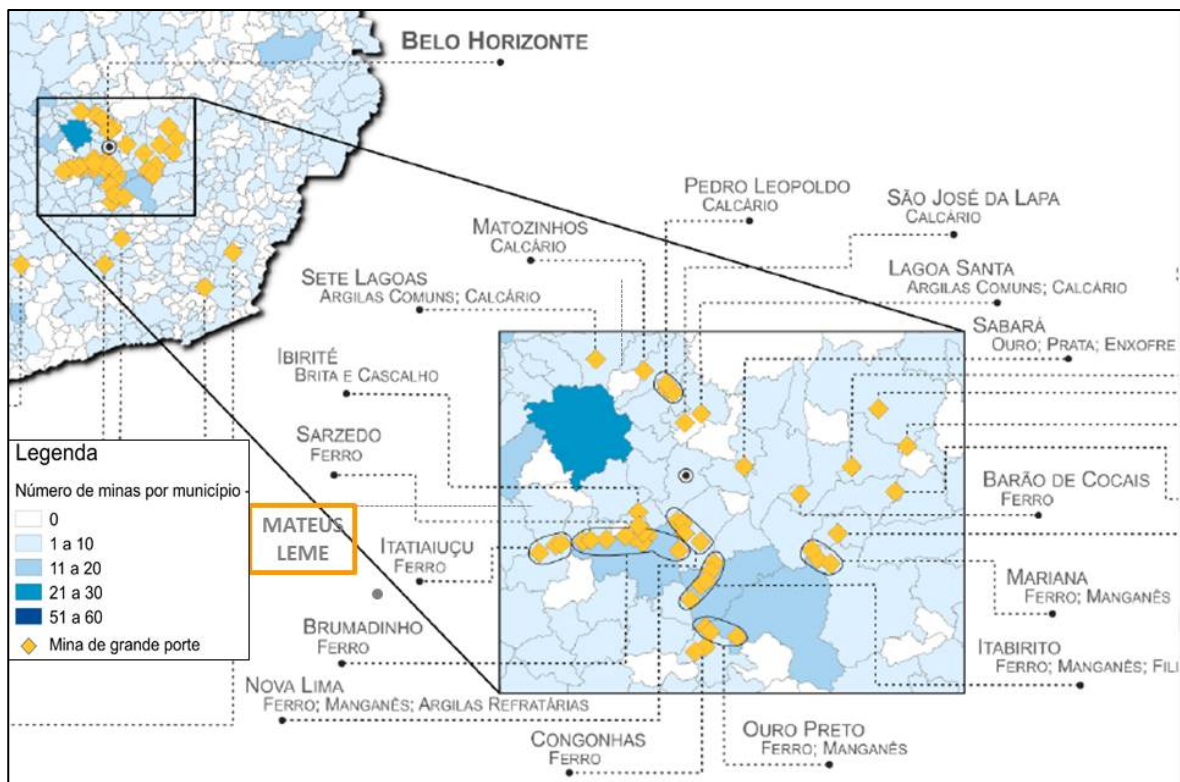 BELO HORIZONTE
PEDRO LEOPOLDO
CALCÁRIO
SÃO JOSÉ DA LAPA
CALCÁRIO
MATOZINHOS
CALCÁRIO
LAGOA SANTA
ARGILAS COMUNS; CALCÁRIO
SETE LAGOAS
ARGILAS COMUNS; CALCÁRIO
SABARÁ
OURO; PRATA; ENXOFRE
IBIRITÉ
BRITA E CASCALHO
SARZEDO
FERRO
Legenda
Número de minas por município
0
1 a 10
11 a 20
21 a 30
51 a 60
Mina de grande porte
MATEUS
LEME
ITATIAIUÇU
FERRO
BARÃO DE COCAIS
FERRO
MARIANA
FERRO; MANGANÊS
BRUMADINHO
FERRO
ITABIRITO
FERRO; MANGANÊS; FILI
NOVA LIMA
FERRO; MANGANÊS; ARGILAS REFRATÁRIAS
OURO PRETO
FERRO; MANGANÊS
CONGONHAS
FERRO